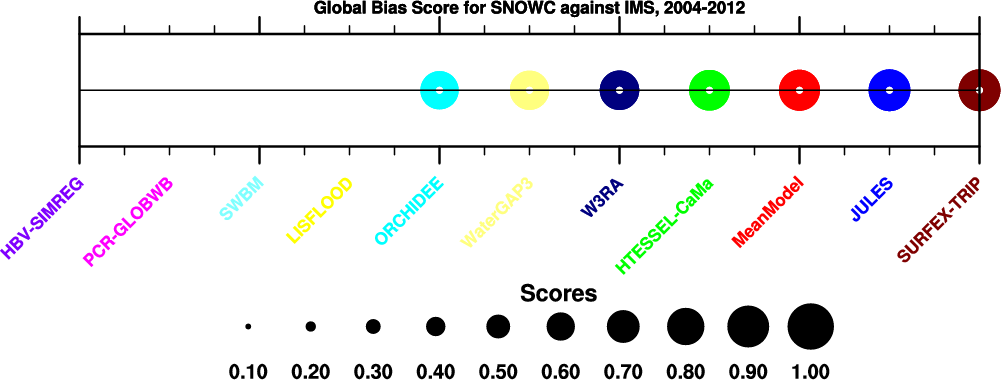 Global Bias Score for SNOWC against IMS, 2004-2012
HBV-SIMREG
PCR-GLOBWB
SWBM
LISFLOOD
ORCHIDEE
WaterGAP3
W3RA
HTESSEL-CaMa
MeanModel
JULES
SURFEX-TRIP
Scores
0.10 0.20 0.30 0.40 0.50 0.60 0.70 0.80 0.90 1.00